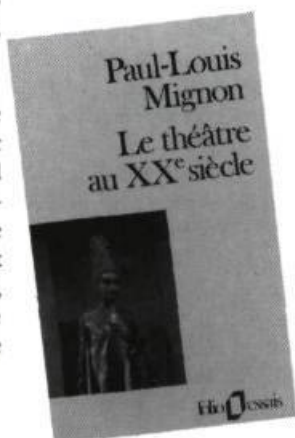 Paul-Louis
Mignon
Le théâtre
au XXe siècle
folio essais